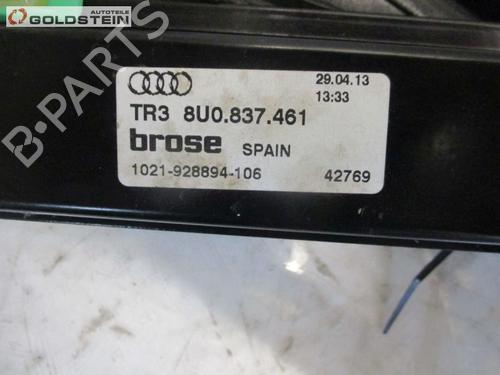 AUTOTEILE
GOLDSTEIN
B-PARTS
29.04.13
13:33
TR3 8U0.837.461
brose SPAIN
1021-928894-106 42769